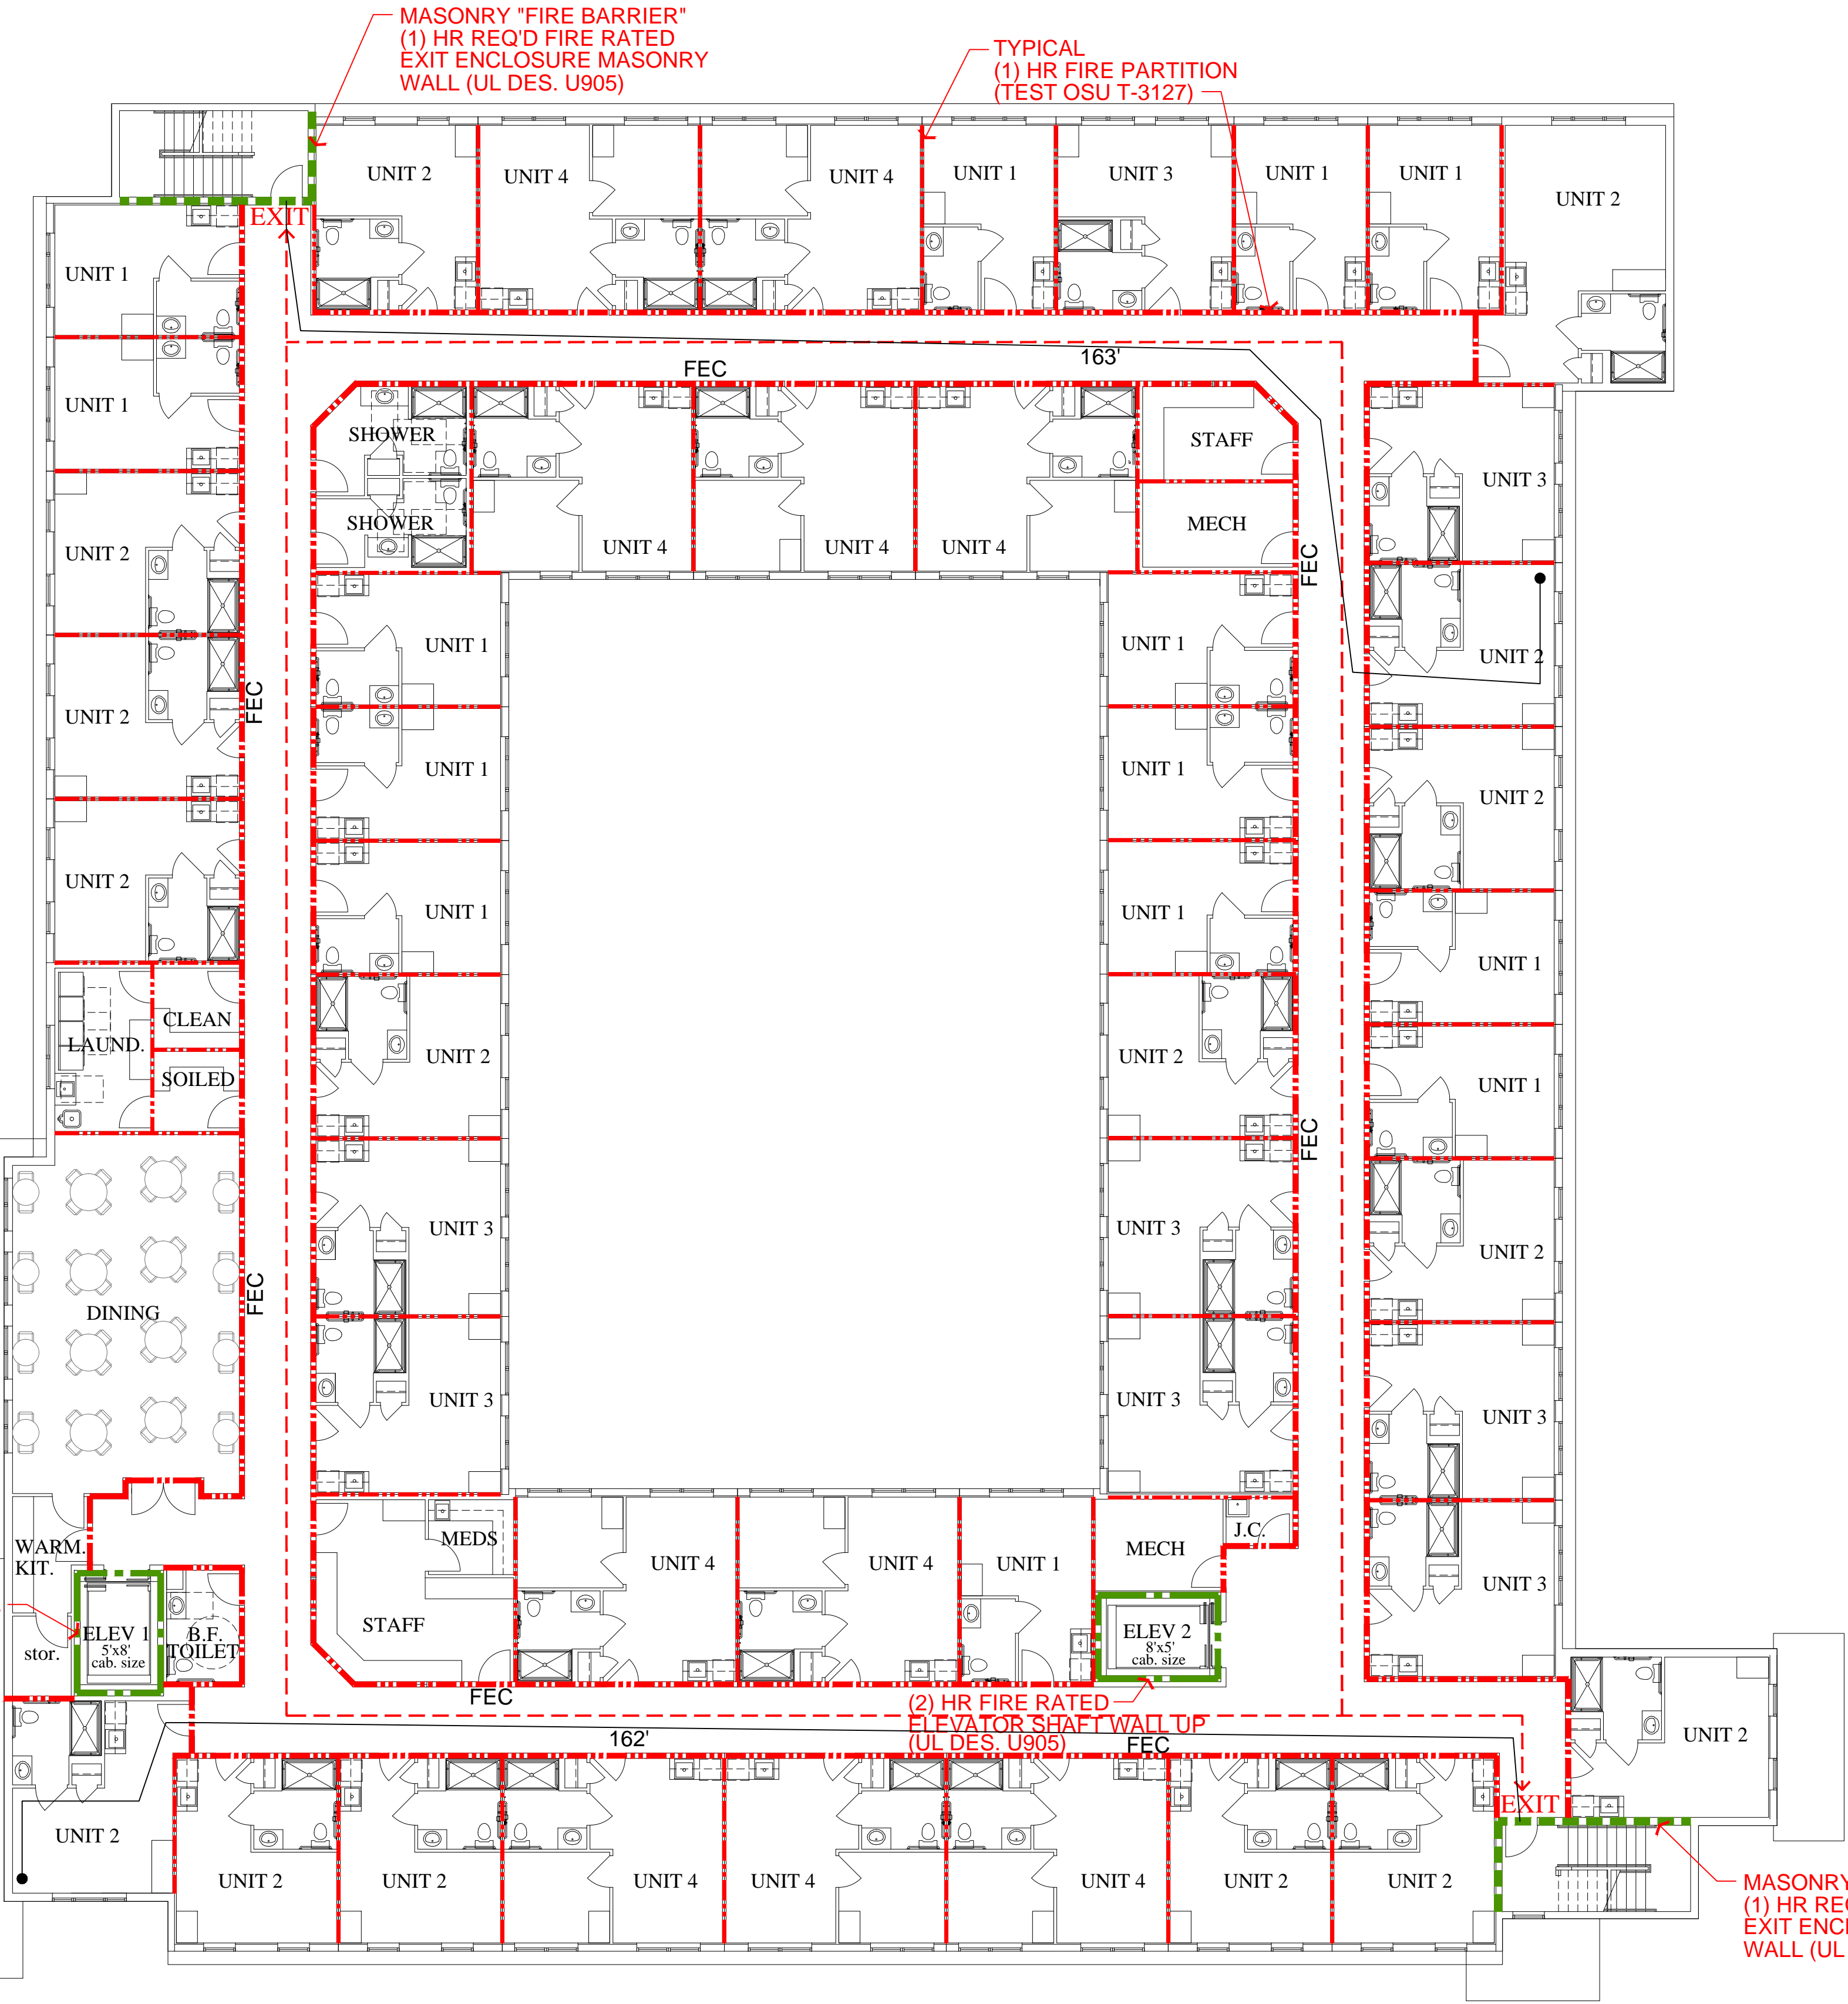 MASONRY "FIRE BARRIER"
(1) HR REQ'D FIRE RATED
EXIT ENCLOSURE MASONRY
WALL (UL DES. U905)
TYPICAL
(1) HR FIRE PARTITION
(TEST OSU T-3127)
UNIT 2
UNIT 4
UNIT 4
UNIT 1
UNIT 3
UNIT 1
UNIT 1
UNIT 2
EXIT
UNIT 1
163'
FEC
UNIT 1
SHOWER
STAFF
UNIT 3
SHOWER
MECH
UNIT 2
UNIT 4
UNIT 4
UNIT 4
FEC
UNIT 1
UNIT 1
UNIT 2
FEC
UNIT 2
UNIT 1
UNIT 1
UNIT 2
UNIT 2
UNIT 1
UNIT 1
UNIT 1
CLEAN
LAUND.
UNIT 2
UNIT 2
SOILED
UNIT 1
FEC
UNIT 3
UNIT 3
UNIT 2
FEC
DINING
UNIT 3
UNIT 3
UNIT 3
WARM.
KIT.
MEDS
J.C.
UNIT 4
UNIT 4
UNIT 1
MECH
UNIT 3
STAFF
stor.
ELEV 1
5'x8'
cab. size
B.F.
TOILET
ELEV 2
8'x5'
cab. size
FEC
(2) HR FIRE RATED
ELEVATOR SHAFT WALL UP
(UL DES. U905)
162'
FEC
UNIT 2
EXIT
UNIT 2
UNIT 2
UNIT 2
UNIT 4
UNIT 4
UNIT 4
UNIT 2
UNIT 2
MASONRY
(1) HR
EXIT
WALL (UL